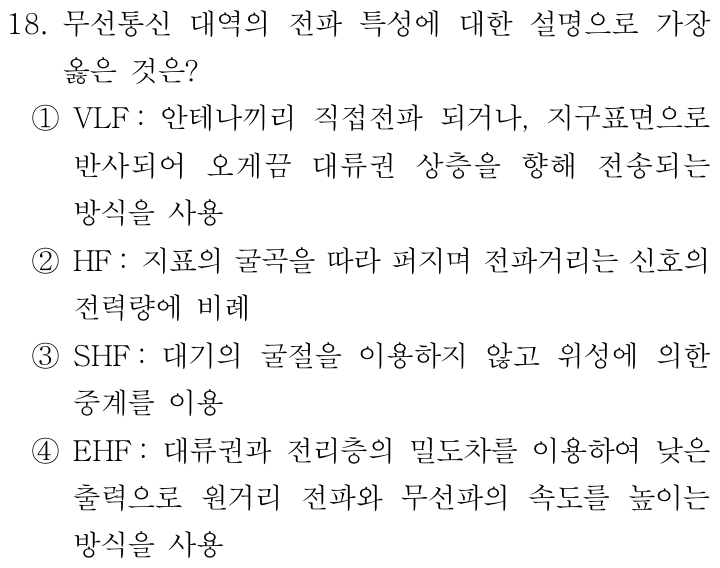 18. 무선통신 대역의 전파 특성에 대한 설명으로 가장
옳은 것은?
① VLF : 안테나끼리 직접전파 되거나, 지구표면으로
반사되어 오게끔 대류권 상층을 향해 전송되는
방식을 사용
② HF : 지표의 굴곡을 따라 퍼지며 전파거리는 신호의
전력량에 비례
③ SHF : 대기의 굴절을 이용하지 않고 위성에 의한
중계를 이용
④ EHF : 대류권과 전리층의 밀도차를 이용하여 낮은
출력으로 원거리 전파와 무선파의 속도를 높이는
방식을 사용